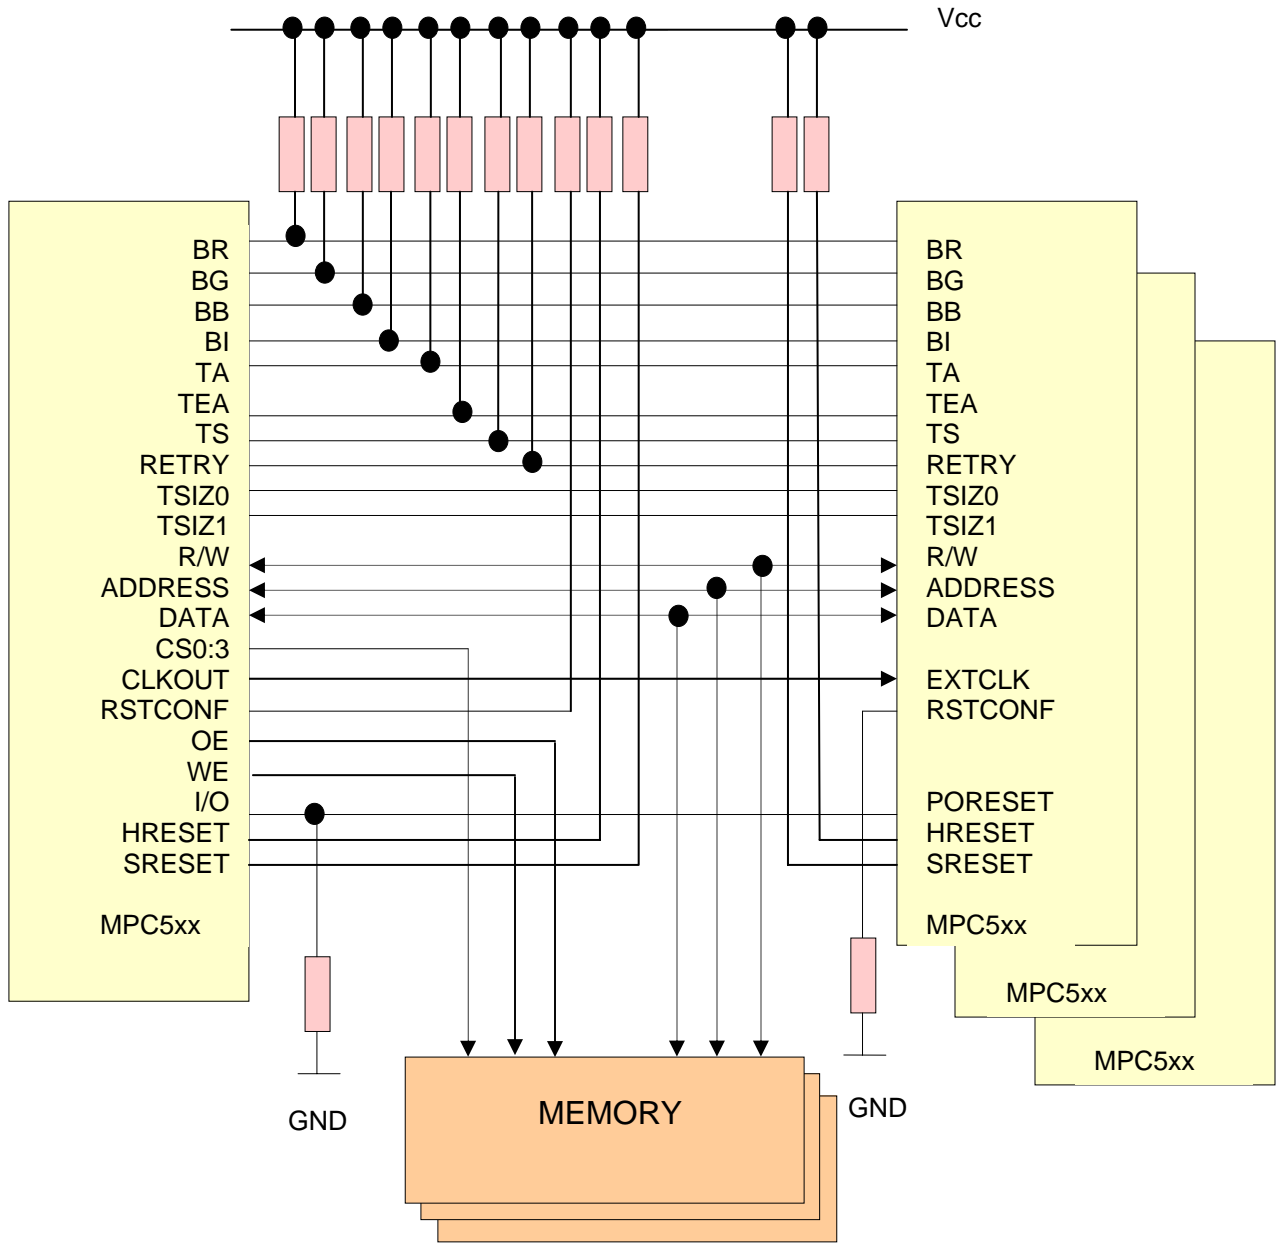 Vcc
BR
BG
BB
BI
TA
TEA
TS
RETRY
TSIZ0
TSIZ1
R/W
ADDRESS
DATA
CS0:3
CLKOUT
RSTCONF
OE
WE
I/O
HRESET
SRESET
MPC5xx
BR
BG
BB
BI
TA
TEA
TS
RETRY
TSIZ0
TSIZ1
R/W
ADDRESS
DATA
EXTCLK
RSTCONF
PORESET
HRESET
SRESET
MPC5xx
MPC5xx
MPC5xx
GND
MEMORY
GND